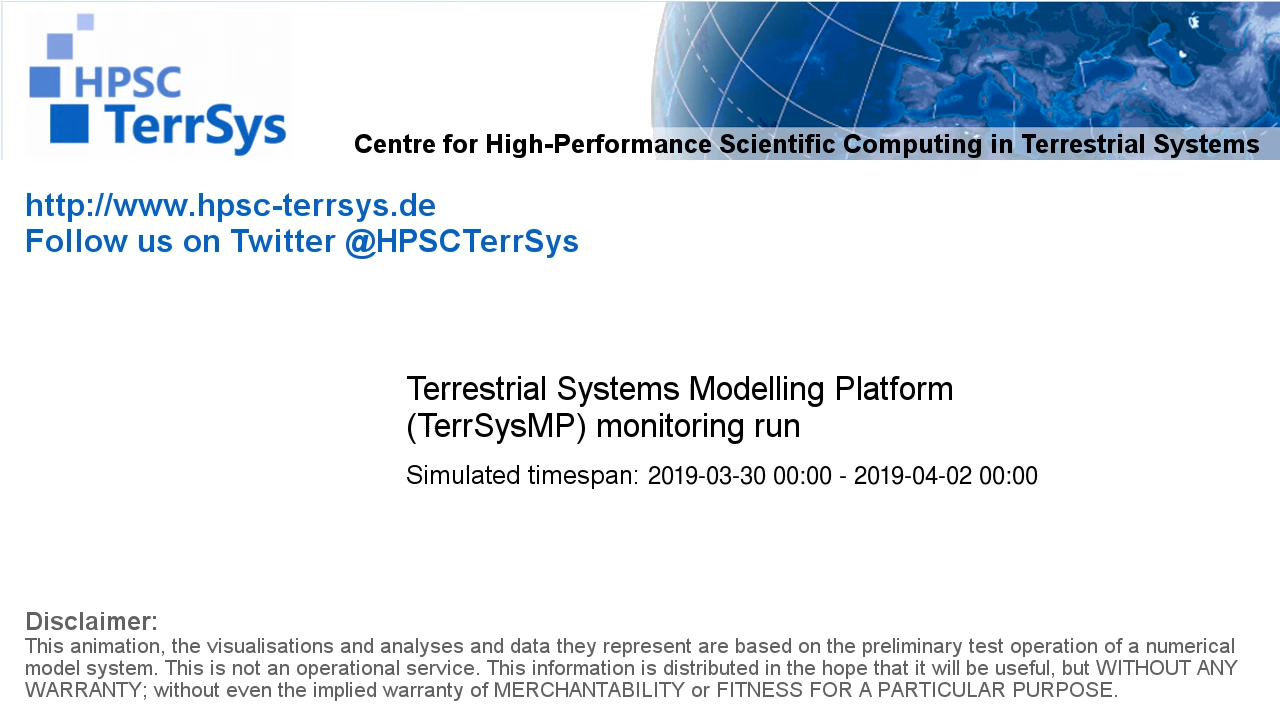 HPSC
TerrSys
Centre for High-Performance Scientific Computing in Terrestrial Systems
http://www.hpsc-terrsys.de
Follow us on Twitter @HPSCTerrSys
Terrestrial Systems Modelling Platform
(TerrSysMP) monitoring run
Simulated timespan: 2019-03-30 00:00 - 2019-04-02 00:00
Disclaimer:
This animation, the visualisations and analyses and data they represent are based on the preliminary test operation of a numerical
model system. This is not an operational service. This information is distributed in the hope that it will be useful, but WITHOUT ANY
WARRANTY; without even the implied warranty of MERCHANTABILITY or FITNESS FOR A PARTICULAR PURPOSE.